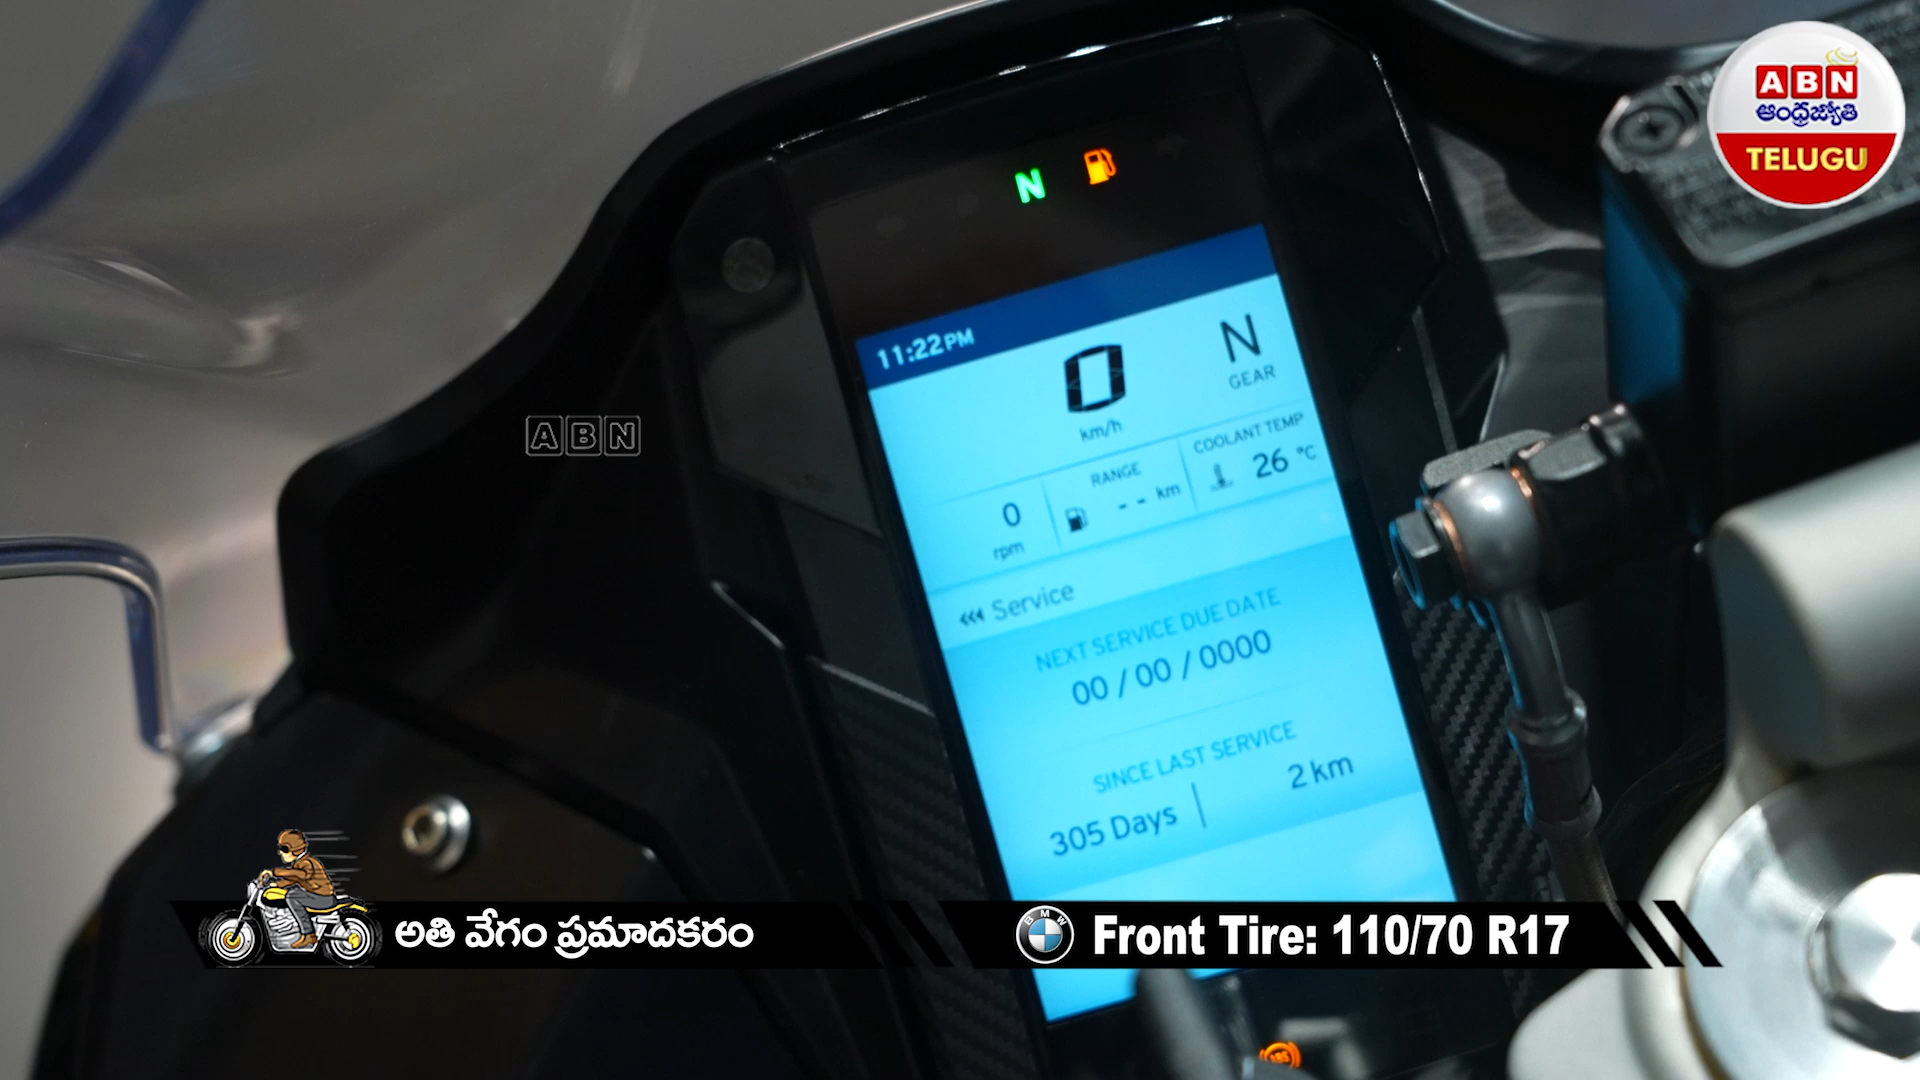 ABN
ఆంధ్రజ్యోతి
TELUGU
N
11:22 PM
0
km/h
N
GEAR
0
rpm
RANGE
-- km
COOLANT TEMP
26 °C
ABN
Service
NEXT SERVICE DUE DATE
00 / 00 / 0000
SINCE LAST SERVICE
305 Days
2 km
అతి వేగం ప్రమాదకరం
BMW
Front Tire: 110/70 R17
ABS